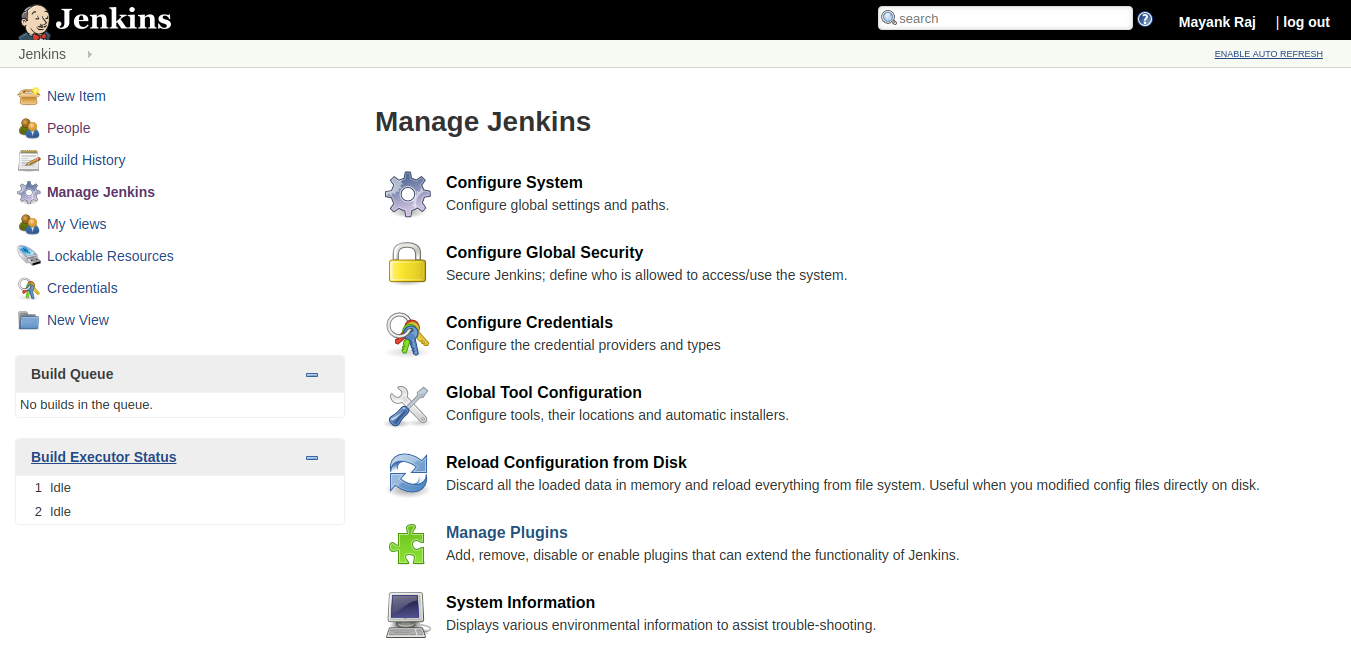 Jenkins
search
?
Mayank Raj | log out
Jenkins
ENABLE AUTO REFRESH
New Item
People
Build History
Manage Jenkins
My Views
Lockable Resources
Credentials
New View
Build Queue
No builds in the queue.
Build Executor Status
1 Idle
2 Idle
Manage Jenkins
Configure System
Configure global settings and paths.
Configure Global Security
Secure Jenkins; define who is allowed to access/use the system.
Configure Credentials
Configure the credential providers and types
Global Tool Configuration
Configure tools, their locations and automatic installers.
Reload Configuration from Disk
Discard all the loaded data in memory and reload everything from file system. Useful when you modified config files directly on disk.
Manage Plugins
Add, remove, disable or enable plugins that can extend the functionality of Jenkins.
System Information
Displays various environmental information to assist trouble-shooting.